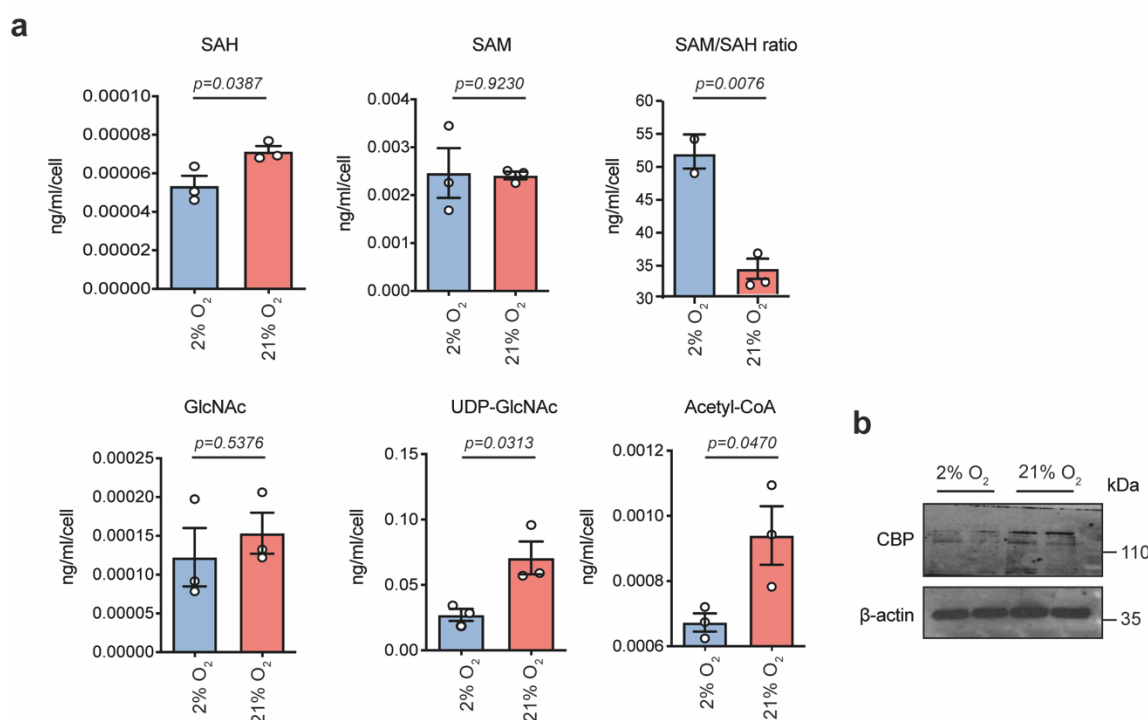 a
SAH
p=0.0387
ng/ml/cell
0.00010
0.00008
0.00006
0.00004
0.00002
0.00000
2% O2
21% O2
SAM
p=0.9230
ng/ml/cell
0.004
0.003
0.002
0.001
0.000
2% O2
21% O2
SAM/SAH ratio
p=0.0076
ng/ml/cell
60
55
50
45
40
35
30
2% O2
21% O2
GlcNAc
p=0.5376
ng/ml/cell
0.00025
0.00020
0.00015
0.00010
0.00005
0.00000
2% O2
21% O2
UDP-GlcNAc
p=0.0313
ng/ml/cell
0.15
0.10
0.05
0.00
2% O2
21% O2
Acetyl-CoA
p=0.0470
ng/ml/cell
0.0012
0.0010
0.0008
0.0006
2% O2
21% O2
b
2% O2 21% O2
kDa
CBP
110
β-actin
35